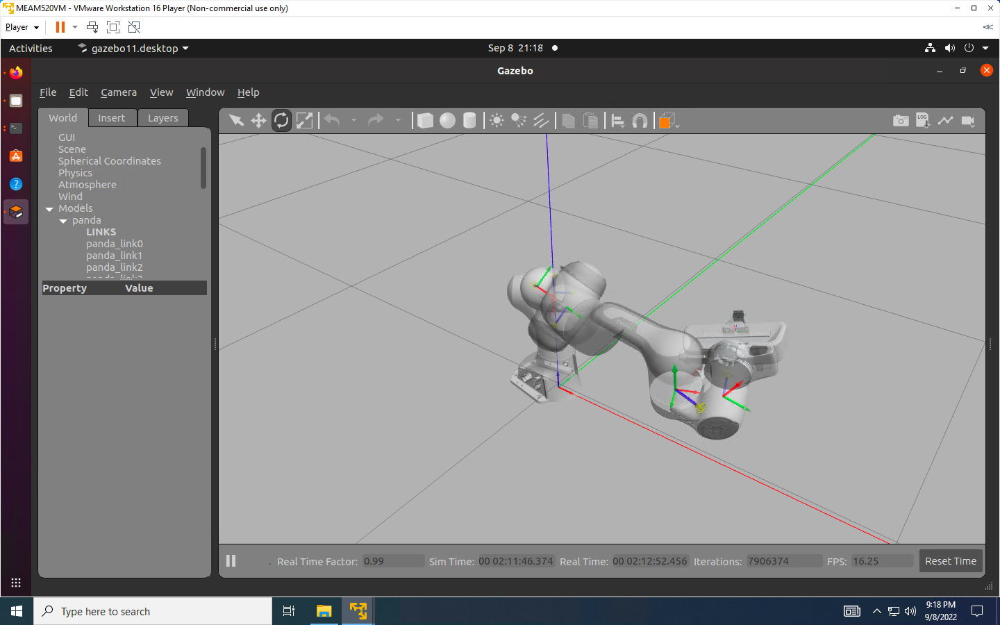 MEAM520VM - VMware Workstation 16 Player (Non-commercial use only)
Player
Activities
gazebo11.desktop
Sep 8 21:18
Gazebo
File Edit Camera View Window Help
World Insert Layers
LOG
GUI
Scene
Spherical Coordinates
Physics
Atmosphere
Wind
Models
panda
LINKS
panda_link0
panda_link1
panda_link2
Property Value
Real Time Factor: 0.99 Sim Time: 00 02:11:46.374 Real Time: 00 02:12:52.456 Iterations: 7906374 FPS: 16.25 Reset Time
Type here to search
9:18 PM
9/8/2022